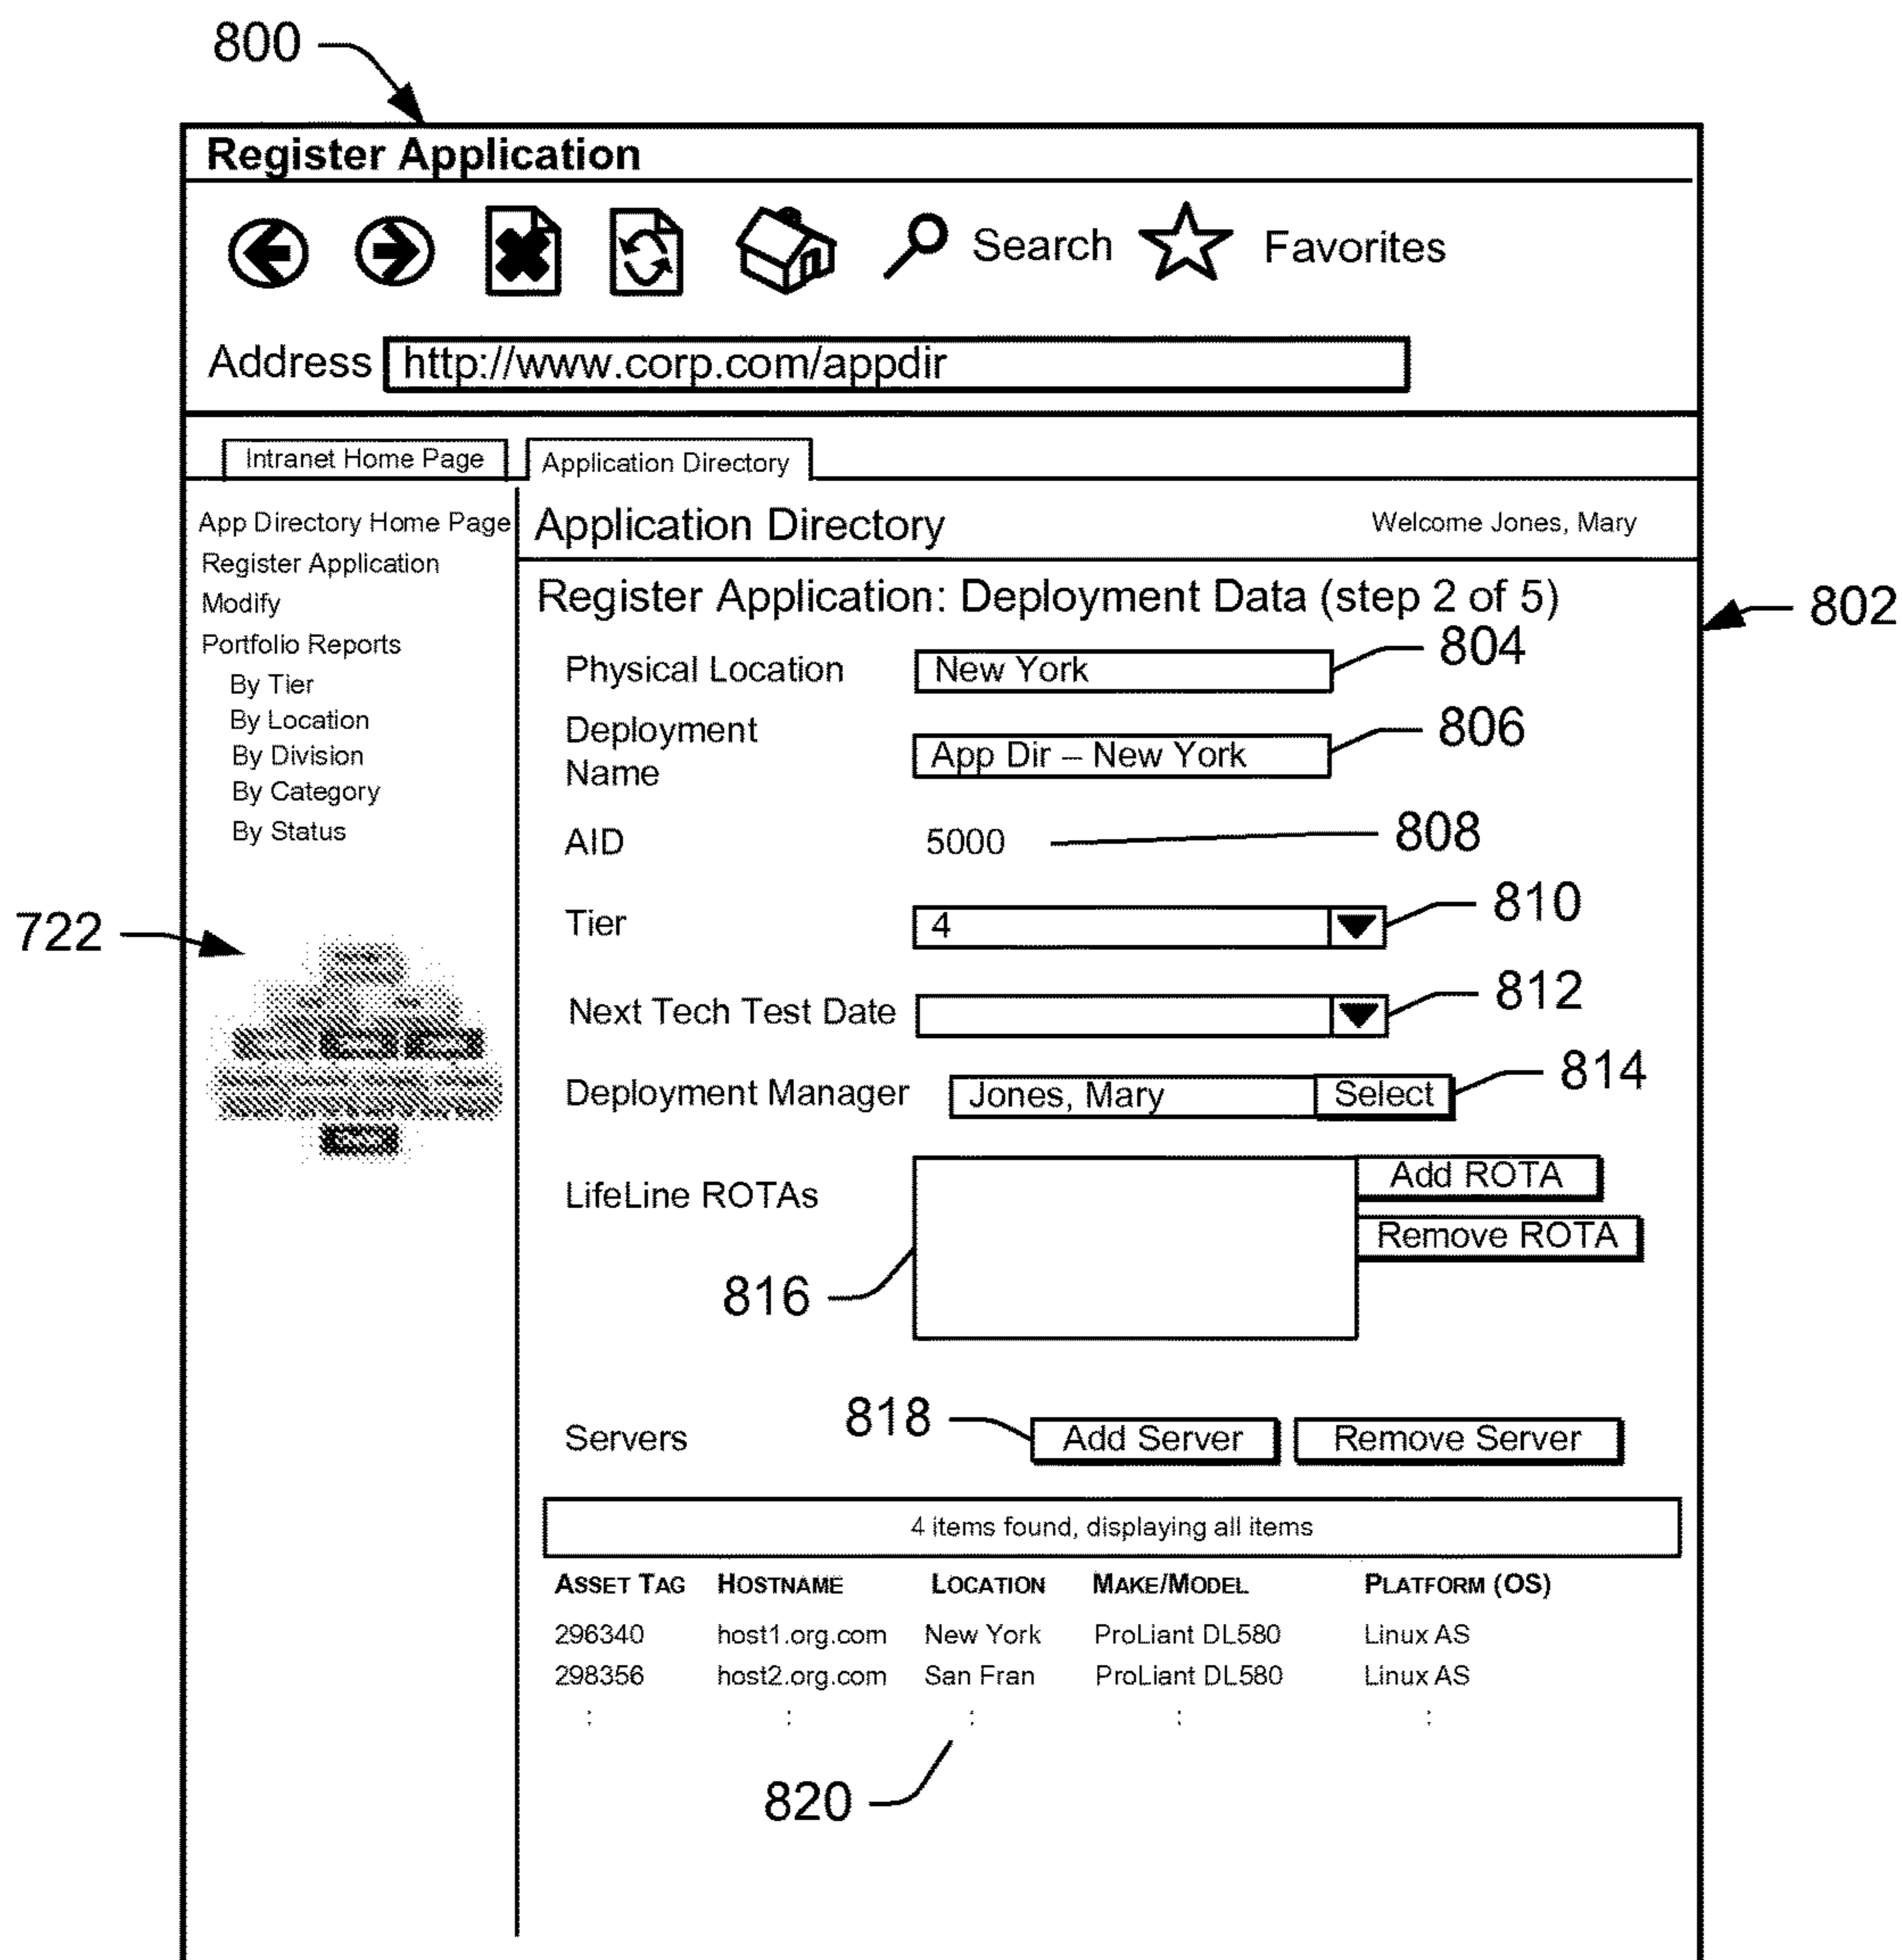 800
Register Application
Search Favorites
Address http://www.corp.com/appdir
Intranet Home Page Application Directory
App Directory Home Page
Register Application
Modify
Portfolio Reports
By Tier
By Location
By Division
By Category
By Status
722
Application Directory Welcome Jones, Mary
Register Application: Deployment Data (step 2 of 5)
802
Physical Location New York 804
Deployment
Name App Dir – New York 806
AID 5000 808
Tier 4 810
Next Tech Test Date 812
Deployment Manager Jones, Mary Select 814
LifeLine ROTAs Add ROTA
Remove ROTA
816
Servers 818 Add Server Remove Server
4 items found, displaying all items
ASSET TAG HOSTNAME LOCATION MAKE/MODEL PLATFORM (OS)
296340 host1.org.com New York ProLiant DL580 Linux AS
298356 host2.org.com San Fran ProLiant DL580 Linux AS
: : : : :
820